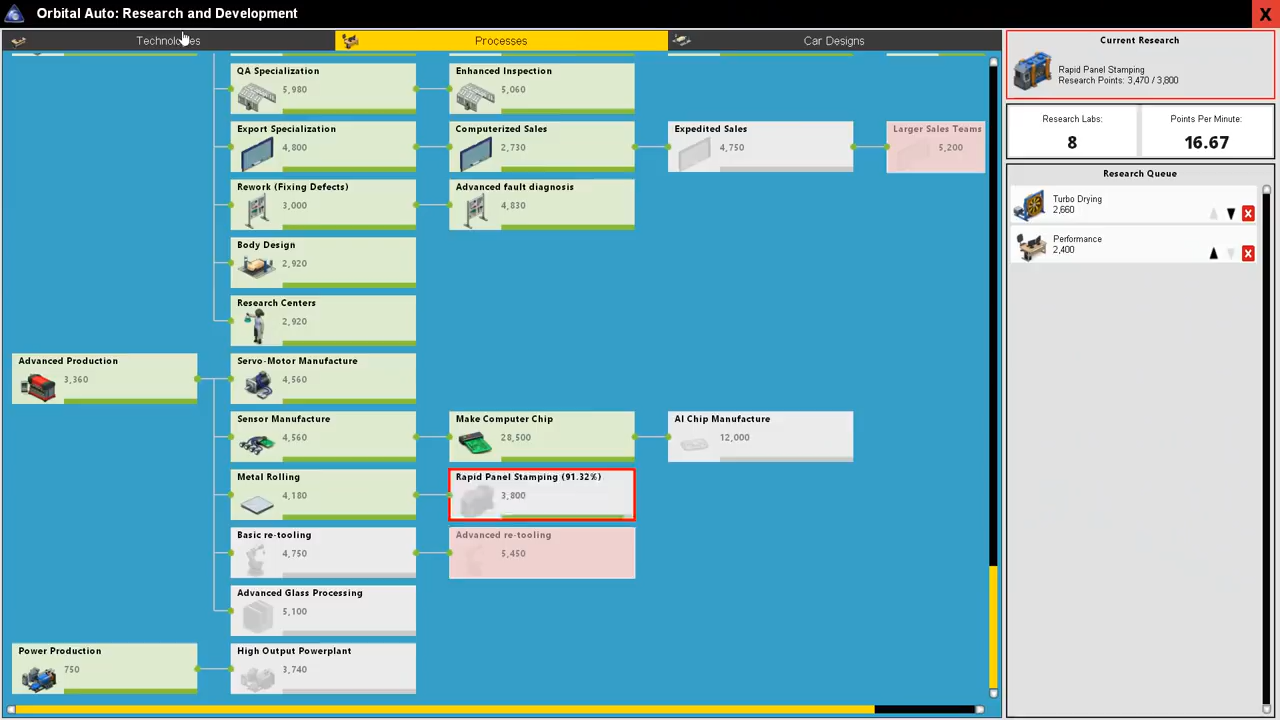 Orbital Auto: Research and Development
X
Technologies
Processes
Car Designs
QA Specialization
5,980
Enhanced Inspection
5,060
Export Specialization
4,800
Computerized Sales
2,730
Expedited Sales
4,750
Larger Sales Teams
5,200
Rework (Fixing Defects)
3,000
Advanced fault diagnosis
4,830
Body Design
2,920
Research Centers
2,920
Advanced Production
3,360
Servo-Motor Manufacture
4,560
Sensor Manufacture
4,560
Make Computer Chip
28,500
AI Chip Manufacture
12,000
Metal Rolling
4,180
Rapid Panel Stamping (91.32%)
3,800
Basic re-tooling
4,750
Advanced re-tooling
5,450
Advanced Glass Processing
5,100
Power Production
750
High Output Powerplant
3,740
Current Research
Rapid Panel Stamping
Research Points: 3,470 / 3,800
Research Labs:
8
Points Per Minute:
16.67
Research Queue
Turbo Drying
2,660
Performance
2,400